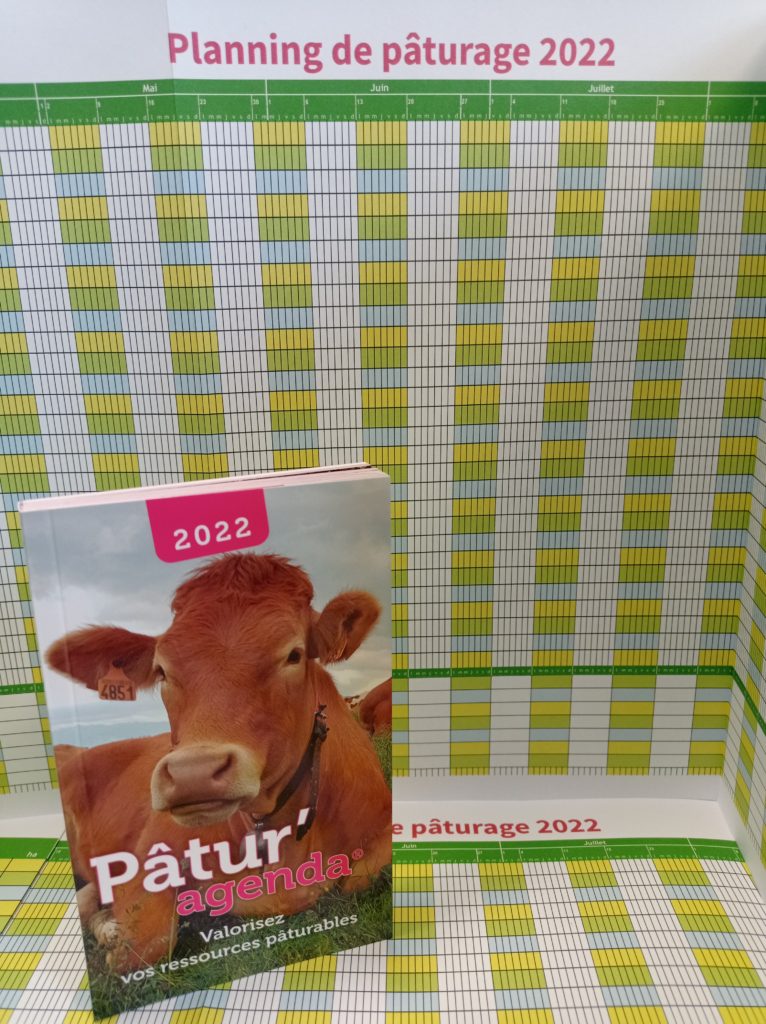 Planning de pâturage 2022
Mai Juin Juillet
2022
4851
Pâtur'
agenda®
Valorisez
vos ressources pâturables
e pâturage 2022
ha Juin Juillet